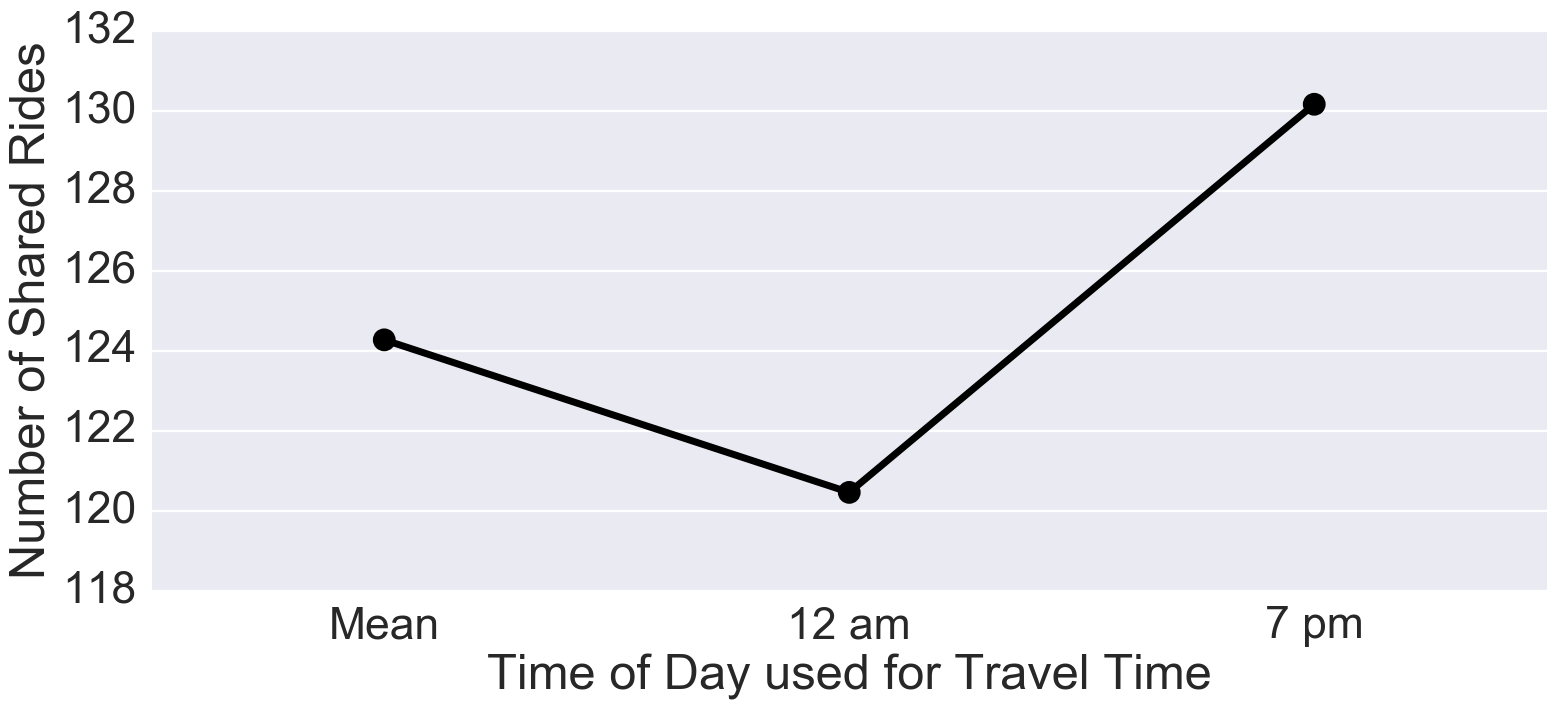 Number of Shared Rides
132
130
128
126
124
122
120
118
Mean
12 am
7 pm
Time of Day used for Travel Time